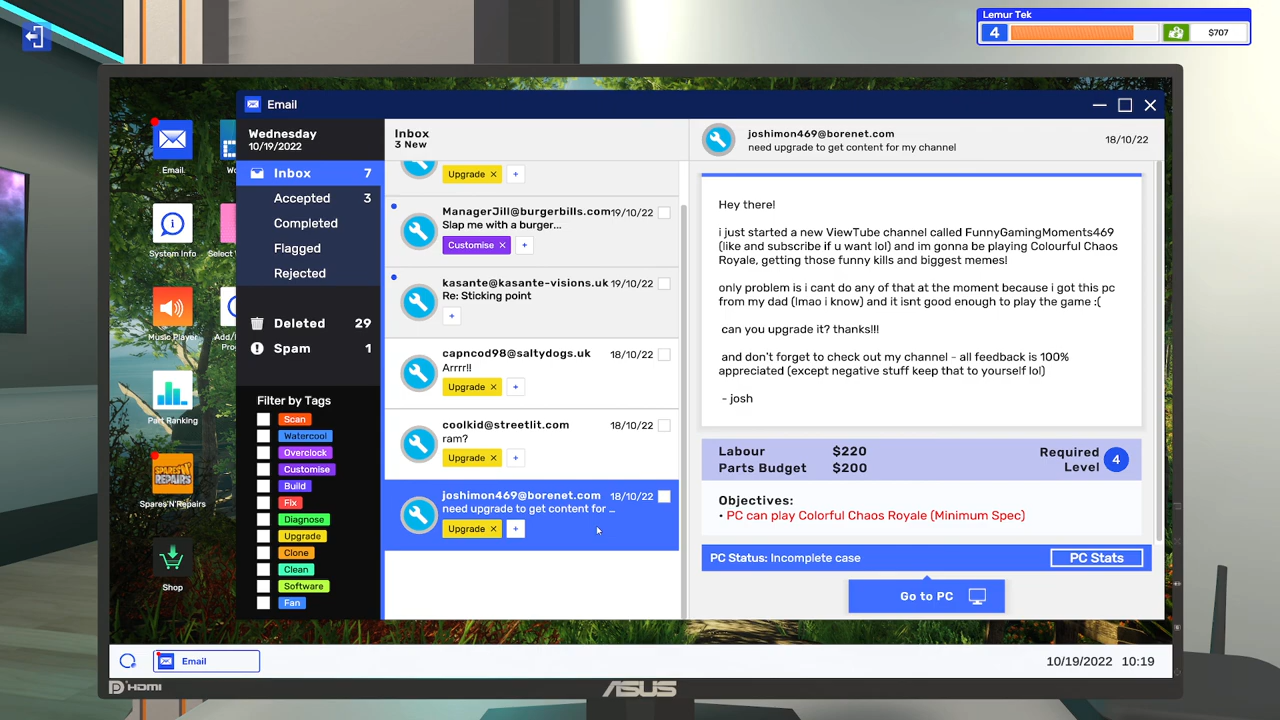 Lemur Tek
4
$707
Email
Wednesday
10/19/2022
Inbox 7
Accepted 3
Completed
Flagged
Rejected
Deleted 29
Spam 1
Filter by Tags
Scan
Watercool
Overclock
Customise
Build
Fix
Diagnose
Upgrade
Clone
Clean
Software
Fan
Email
System Info
Music Player
Part Ranking
SPARES REPAIRS
Spares'N'Repairs
Shop
Inbox
3 New
Upgrade × +
ManagerJill@burgerbills.com 19/10/22
Slap me with a burger...
Customise × +
kasante@kasante-visions.uk 19/10/22
Re: Sticking point
+
capncod98@saltydogs.uk 18/10/22
Arrrr!!
Upgrade × +
coolkid@streetlit.com 18/10/22
ram?
Upgrade × +
joshimon469@borenet.com 18/10/22
need upgrade to get content for ...
Upgrade × +
joshimon469@borenet.com 18/10/22
need upgrade to get content for my channel
Hey there!
i just started a new ViewTube channel called FunnyGamingMoments469
(like and subscribe if u want lol) and im gonna be playing Colourful Chaos
Royale, getting those funny kills and biggest memes!
only problem is i cant do any of that at the moment because i got this pc
from my dad (lmao i know) and it isnt good enough to play the game :(
can you upgrade it? thanks!!!
and don't forget to check out my channel - all feedback is 100%
appreciated (except negative stuff keep that to yourself lol)
- josh
Labour $220
Parts Budget $200
Required
Level 4
Objectives:
• PC can play Colorful Chaos Royale (Minimum Spec)
PC Status: Incomplete case PC Stats
Go to PC
Email
10/19/2022 10:19
HDMI
ASUS